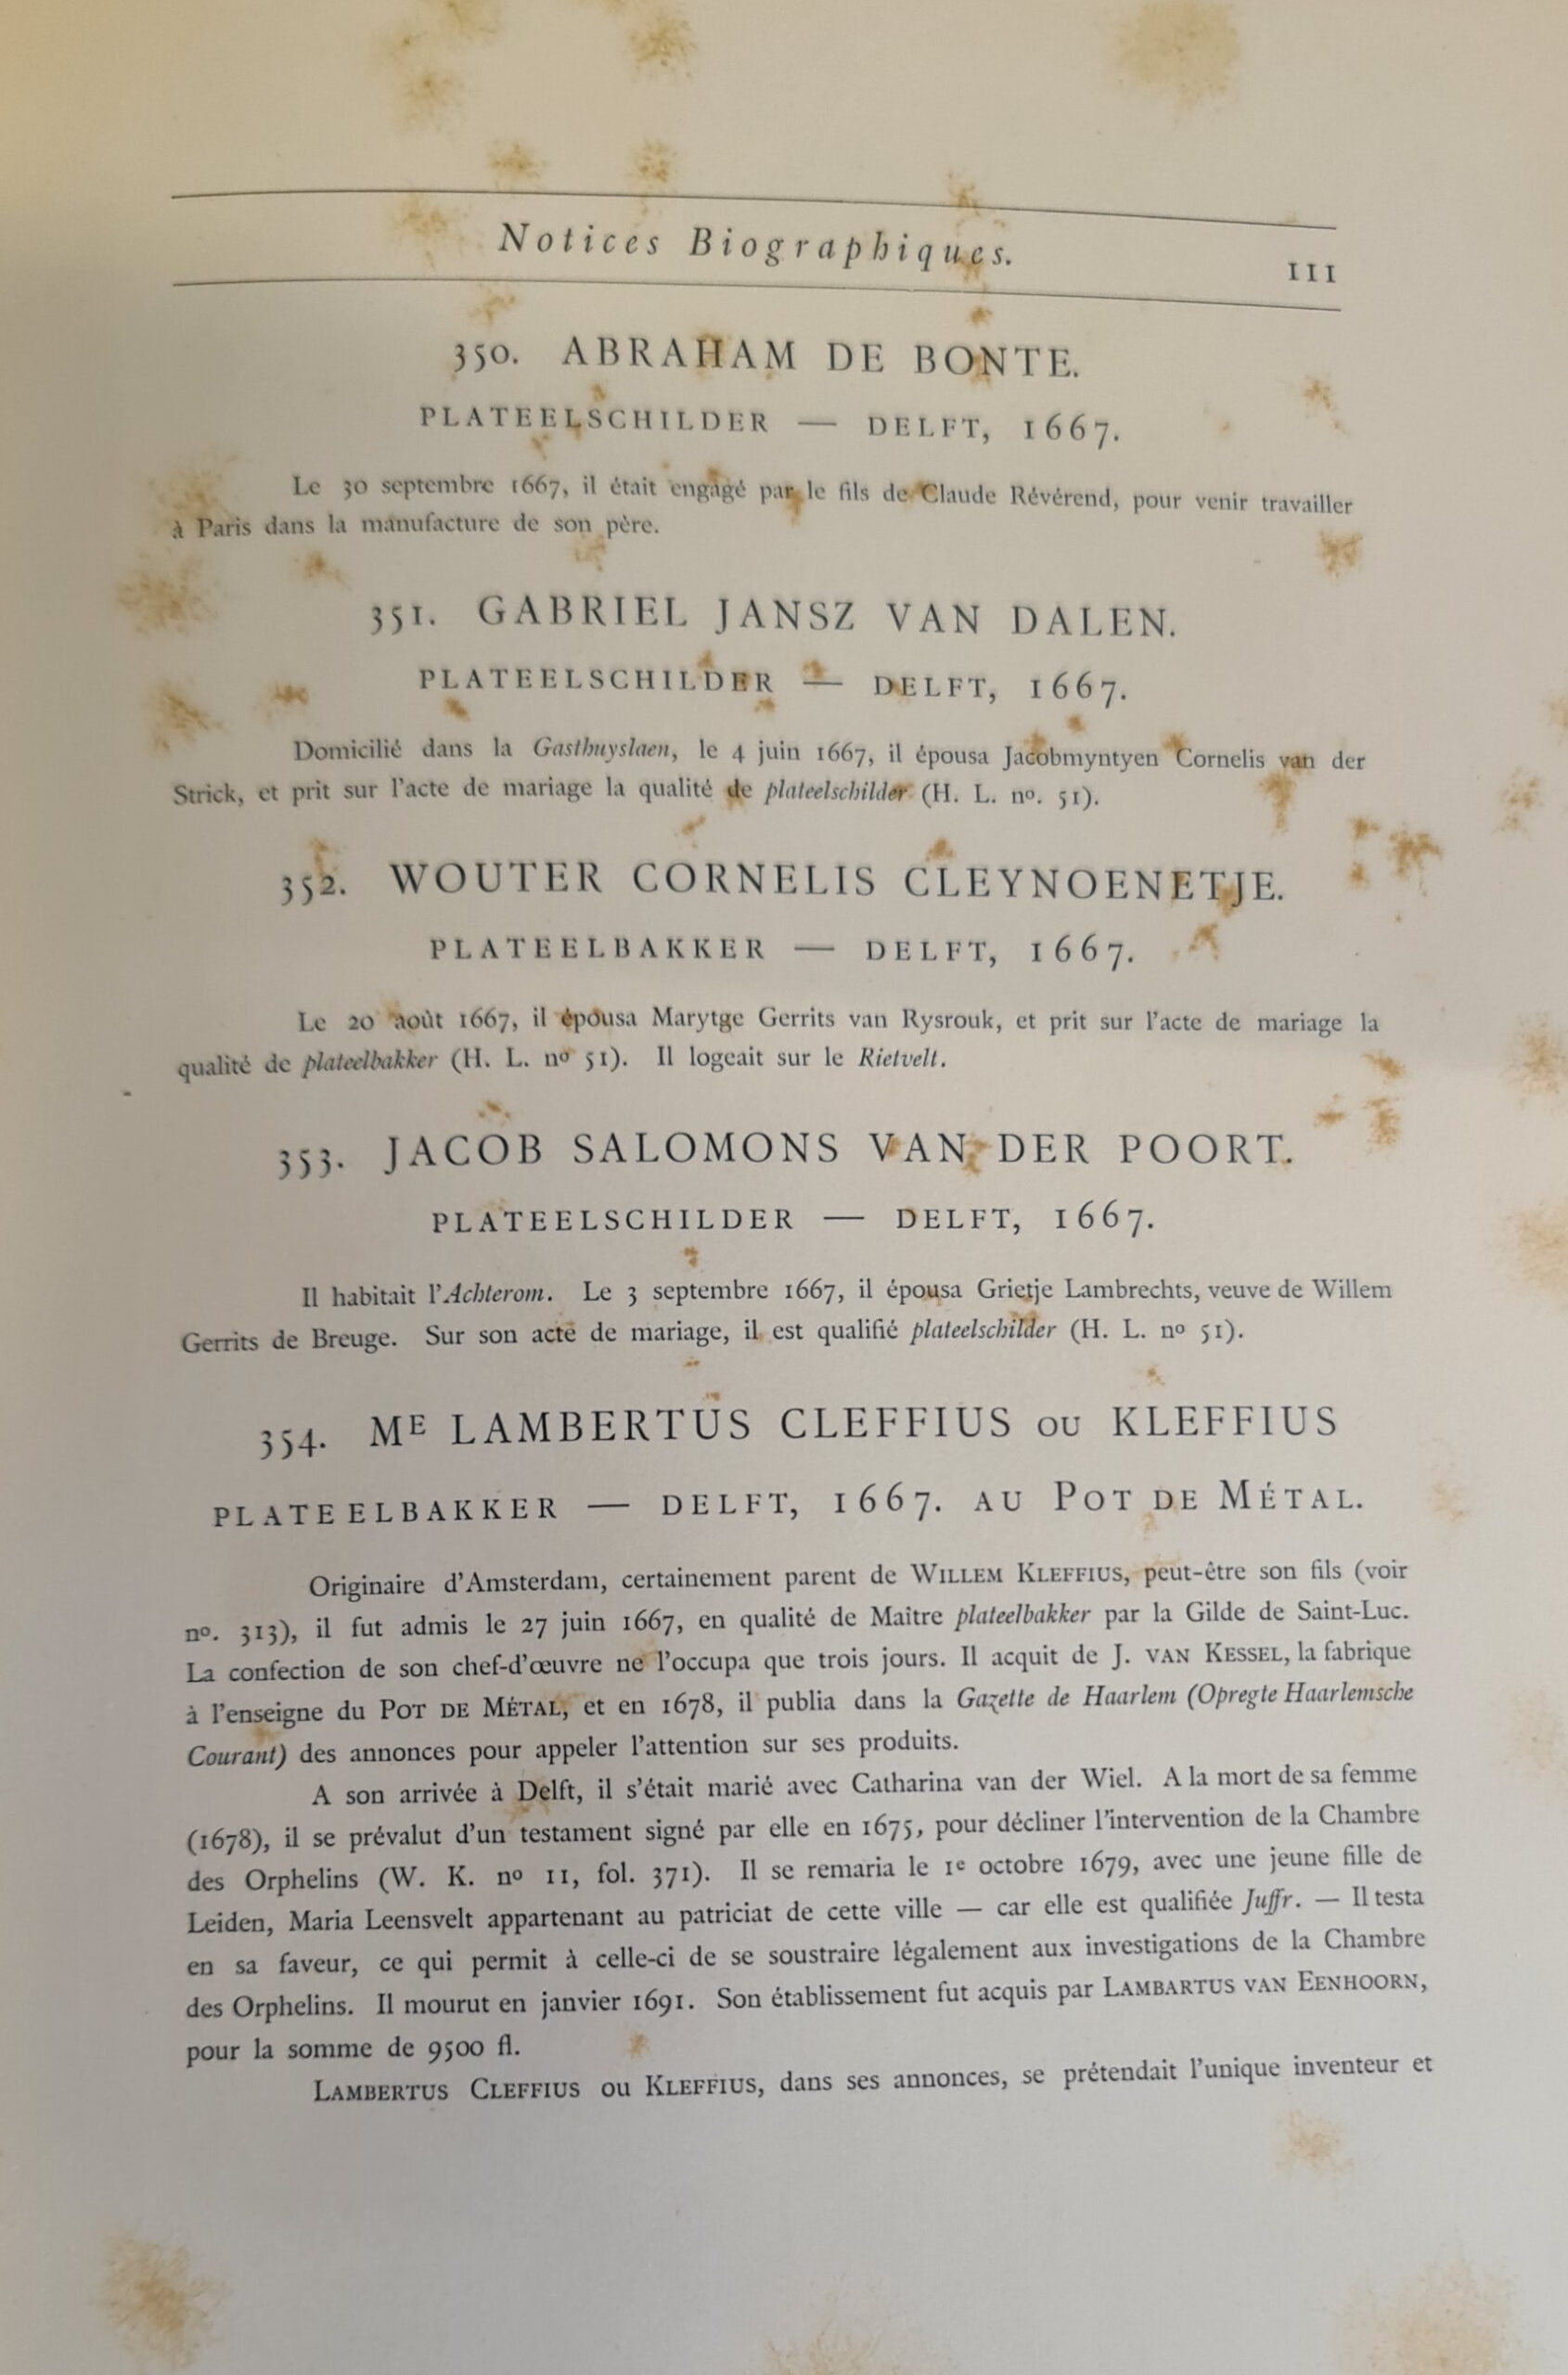 Notices Biographiques.
111
350. ABRAHAM DE BONTE.
PLATEELSCHILDER — DELFT, 1667.
Le 30 septembre 1667, il était engagé par le fils de Claude Révérend, pour venir travailler
à Paris dans la manufacture de son père.
351. GABRIEL JANSZ VAN DALEN.
PLATEELSCHILDER — DELFT, 1667.
Domicilié dans la Gasthuyslaen, le 4 juin 1667, il épousa Jacobmyntyen Cornelis van der
Strick, et prit sur l'acte de mariage la qualité de plateelschilder (H. L. no. 51).
352. WOUTER CORNELIS CLEYNOENETJE.
PLATEELBAKKER — DELFT, 1667.
Le 20 août 1667, il épousa Marytge Gerrits van Rysrouk, et prit sur l'acte de mariage la
qualité de plateelbakker (H. L. no 51). Il logeait sur le Rietvelt.
353. JACOB SALOMONS VAN DER POORT.
PLATEELSCHILDER — DELFT, 1667.
Il habitait l'Achterom. Le 3 septembre 1667, il épousa Grietje Lambrechts, veuve de Willem
Gerrits de Breuge. Sur son acte de mariage, il est qualifié plateelschilder (H. L. no 51).
354. ME LAMBERTUS CLEFFIUS OU KLEFFIUS
PLATEELBAKKER — DELFT, 1667. AU POT DE MÉTAL.
Originaire d'Amsterdam, certainement parent de WILLEM KLEFFIUS, peut-être son fils (voir
no. 313), il fut admis le 27 juin 1667, en qualité de Maître plateelbakker par la Gilde de Saint-Luc.
La confection de son chef-d'œuvre ne l'occupa que trois jours. Il acquit de J. VAN KESSEL, la fabrique
à l'enseigne du POT DE MÉTAL, et en 1678, il publia dans la Gazette de Haarlem (Opregte Haarlemsche
Courant) des annonces pour appeler l'attention sur ses produits.
A son arrivée à Delft, il s'était marié avec Catharina van der Wiel. A la mort de sa femme
(1678), il se prévalut d'un testament signé par elle en 1675, pour décliner l'intervention de la Chambre
des Orphelins (W. K. no 11, fol. 371). Il se remaria le 1e octobre 1679, avec une jeune fille de
Leiden, Maria Leensvelt appartenant au patriciat de cette ville — car elle est qualifiée Juffr. — Il testa
en sa faveur, ce qui permit à celle-ci de se soustraire légalement aux investigations de la Chambre
des Orphelins. Il mourut en janvier 1691. Son établissement fut acquis par LAMBARTUS VAN EENHOORN,
pour la somme de 9500 fl.
LAMBERTUS CLEFFIUS ou KLEFFIUS, dans ses annonces, se prétendait l'unique inventeur et